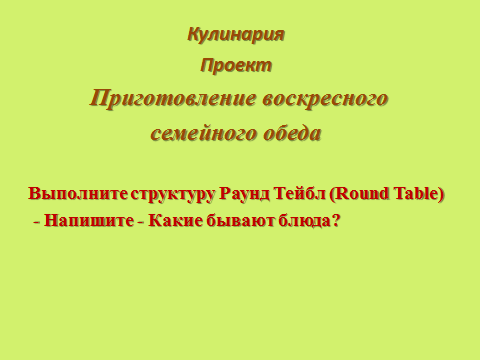 Кулинария
Проект
Приготовление воскресного
семейного обеда
Выполните структуру Раунд Тейбл (Round Table)
- Напишите - Какие бывают блюда?